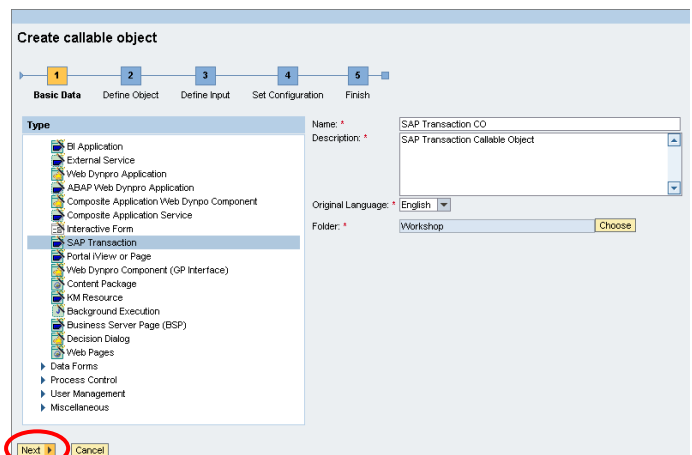 Create callable object
1 2 3 4 5
Basic Data Define Object Define Input Set Configuration Finish
Type
BI Application
External Service
Web Dynpro Application
ABAP Web Dynpro Application
Composite Application Web Dynpo Component
Composite Application Service
Interactive Form
SAP Transaction
Portal iView or Page
Web Dynpro Component (GP Interface)
Content Package
KM Resource
Background Execution
Business Server Page (BSP)
Decision Dialog
Web Pages
Data Forms
Process Control
User Management
Miscellaneous
Name: * SAP Transaction CO
Description: * SAP Transaction Callable Object
Original Language: * English
Folder: * Workshop Choose
Next Cancel